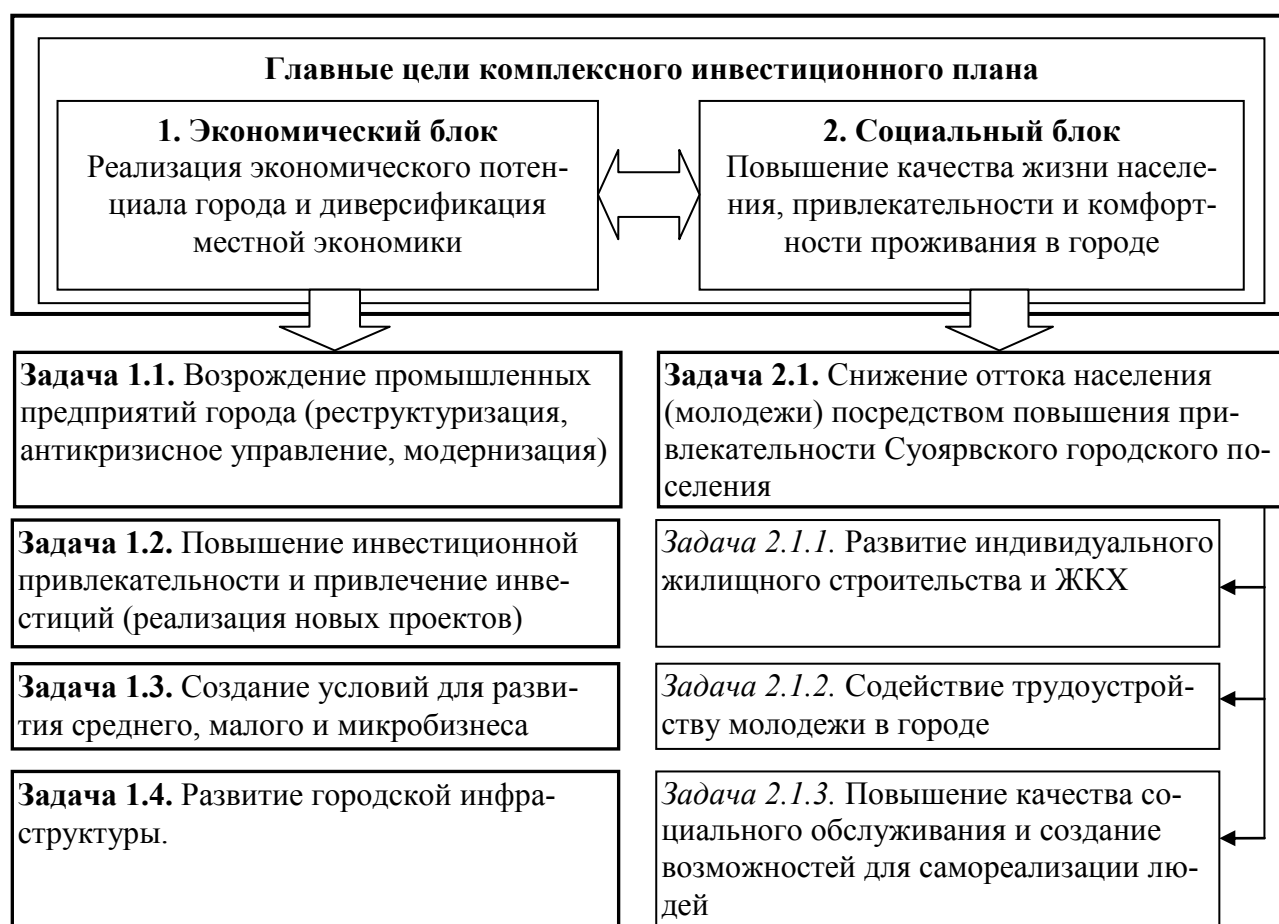 Главные цели комплексного инвестиционного плана
1. Экономический блок
Реализация экономического потен-
циала города и диверсификация
местной экономики
2. Социальный блок
Повышение качества жизни населе-
ния, привлекательности и комфорт-
ности проживания в городе
Задача 1.1. Возрождение промышленных
предприятий города (реструктуризация,
антикризисное управление, модернизация)
Задача 1.2. Повышение инвестиционной
привлекательности и привлечение инве-
стиций (реализация новых проектов)
Задача 1.3. Создание условий для разви-
тия среднего, малого и микробизнеса
Задача 1.4. Развитие городской инфра-
структуры.
Задача 2.1. Снижение оттока населения
(молодежи) посредством повышения при-
влекательности Суоярвского городского по-
селения
Задача 2.1.1. Развитие индивидуального
жилищного строительства и ЖКХ
Задача 2.1.2. Содействие трудоустрой-
ству молодежи в городе
Задача 2.1.3. Повышение качества со-
циального обслуживания и создание
возможностей для самореализации лю-
дей